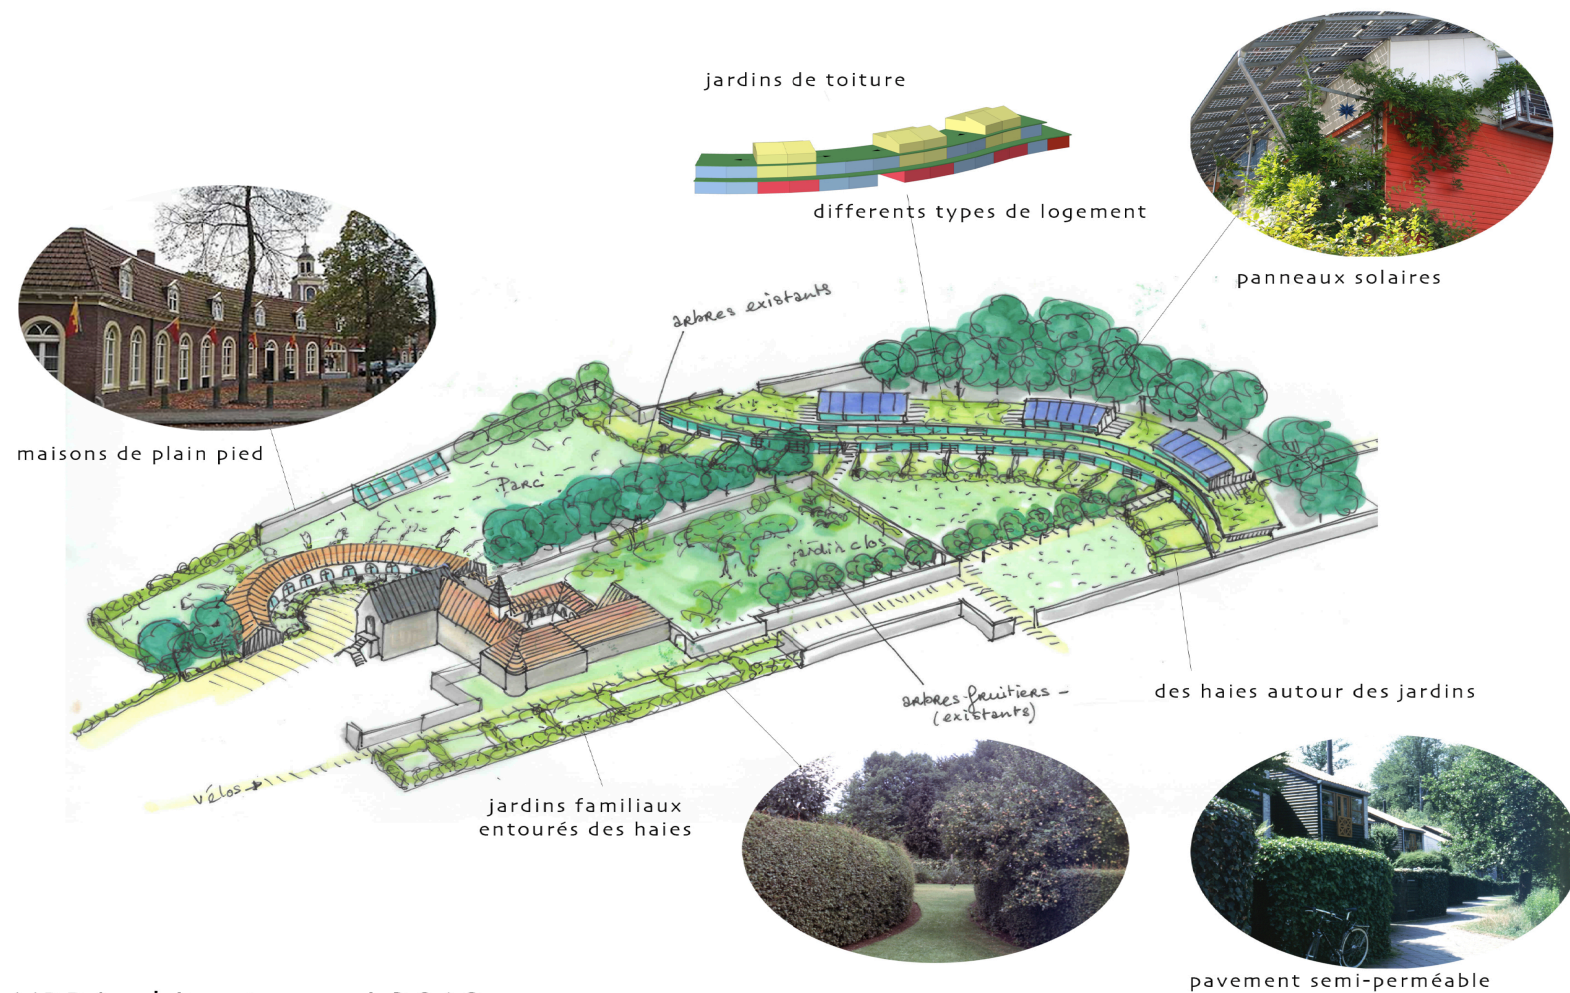 jardins de toiture
differents types de logement
panneaux solaires
arbres existants
maisons de plain pied
Parc
jardin clos
des haies autour des jardins
arbres fruitiers -
(existants)
vélos
jardins familiaux
entourés des haies
pavement semi-perméable